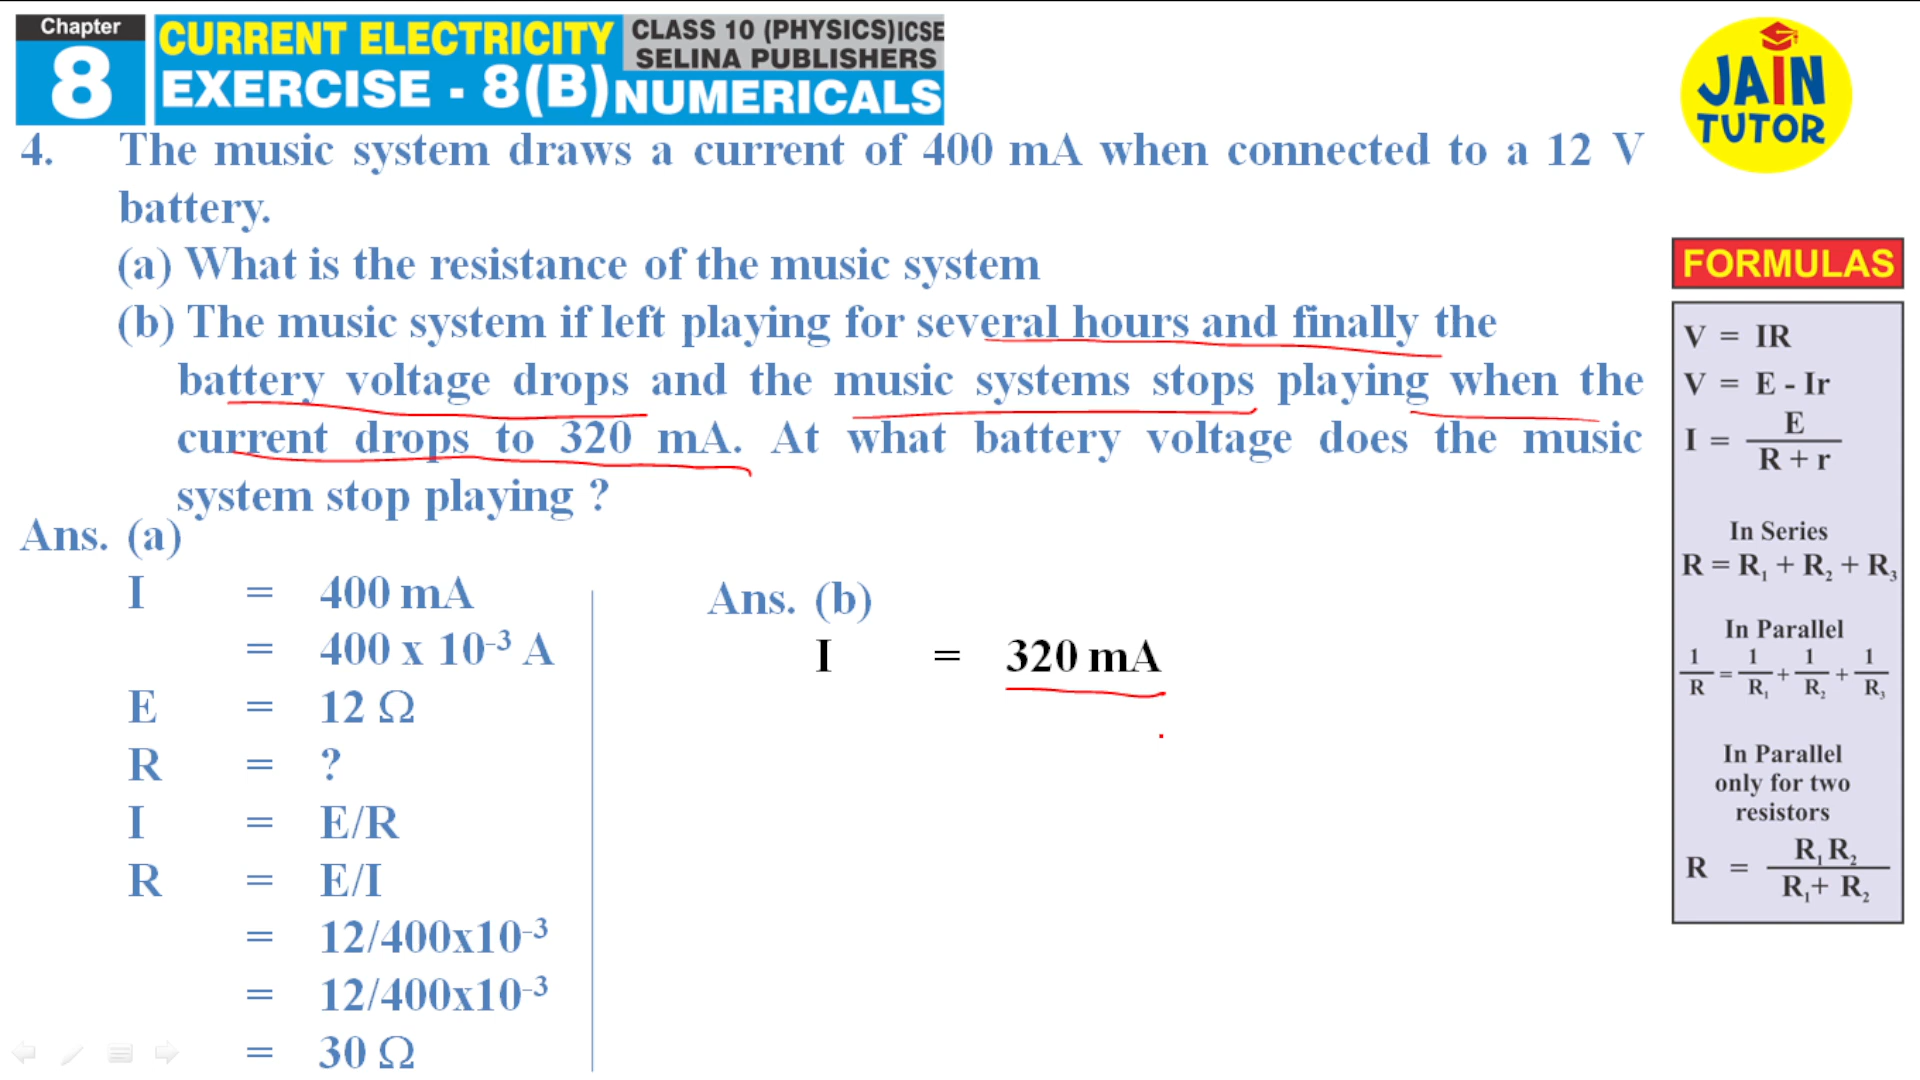 Chapter
8
CURRENT ELECTRICITY
CLASS 10 (PHYSICS)ICSE
SELINA PUBLISHERS
EXERCISE - 8(B) NUMERICALS
JAIN
TUTOR
4. The music system draws a current of 400 mA when connected to a 12 V
battery.
(a) What is the resistance of the music system
(b) The music system if left playing for several hours and finally the
battery voltage drops and the music systems stops playing when the
current drops to 320 mA. At what battery voltage does the music
system stop playing ?
Ans. (a)
I = 400 mA
= 400 x 10⁻³ A
E = 12 Ω
R = ?
I = E/R
R = E/I
= 12/400x10⁻³
= 12/400x10⁻³
= 30 Ω
Ans. (b)
I = 320 mA
FORMULAS
V = IR
V = E - Ir
I = E / R + r
In Series
R = R₁ + R₂ + R₃
In Parallel
1/R = 1/R₁ + 1/R₂ + 1/R₃
In Parallel
only for two
resistors
R = R₁ R₂ / R₁+ R₂